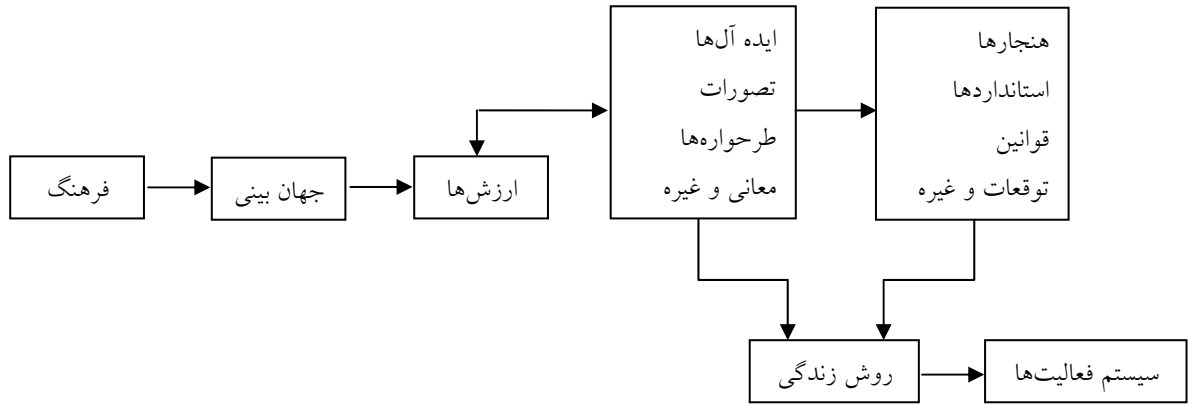 فرهنگ
جهان بینی
ارزش‌ها
ایده آل‌ها
تصورات
طرحواره‌ها
معانی و غیره
هنجارها
استانداردها
قوانین
توقعات و غیره
روش زندگی
سیستم فعالیت‌ها